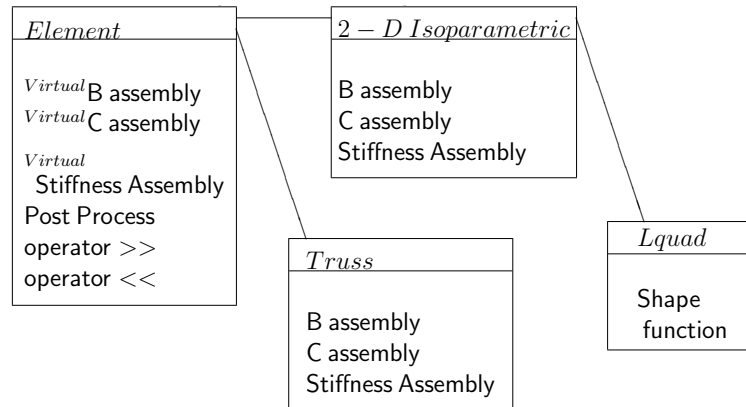 Element
Virtual B assembly
Virtual C assembly
Virtual
Stiffness Assembly
Post Process
operator >>
operator <<
2 − D Isoparametric
B assembly
C assembly
Stiffness Assembly
Truss
B assembly
C assembly
Stiffness Assembly
Lquad
Shape
function